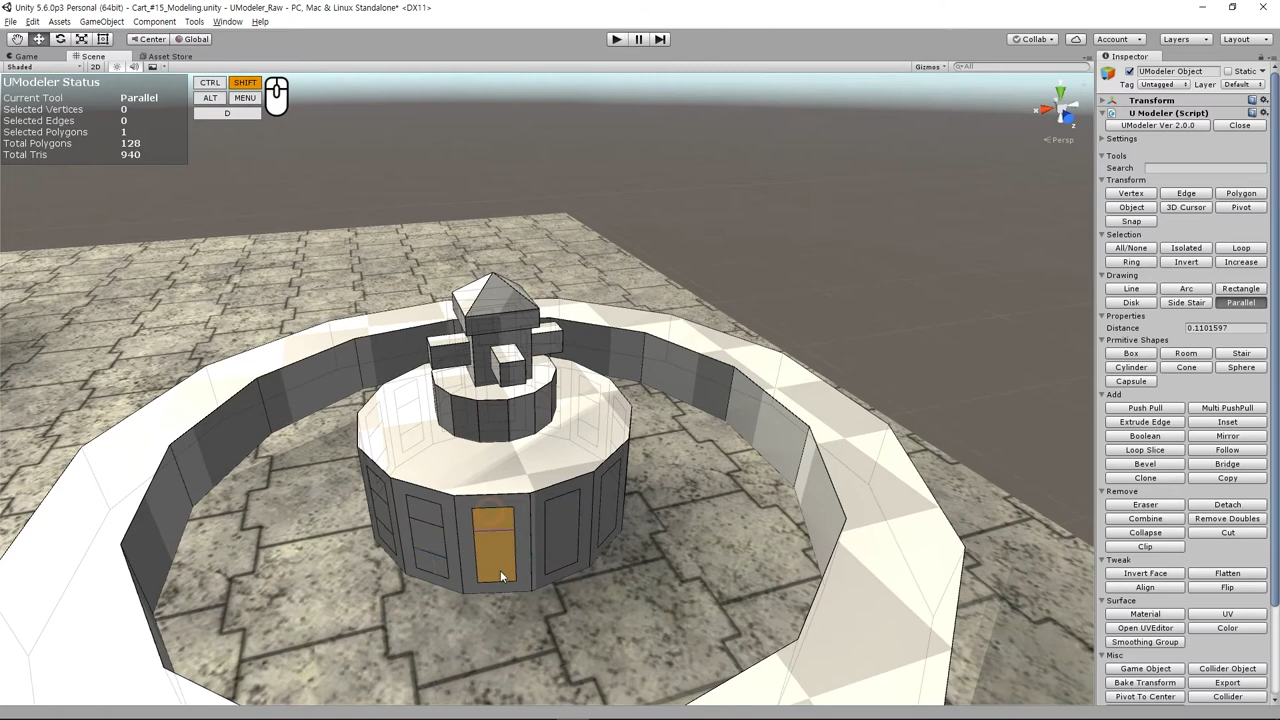 Unity 5.6.0p3 Personal (64bit) - Cart_#15_Modeling.unity - UModeler_Raw - PC, Mac & Linux Standalone* <DX11>
File Edit Assets GameObject Component Tools Window Help
Center Global Collab Account Layers Layout
Game Scene Asset Store Inspector
Shaded 2D Gizmos All
UModeler Status
Current Tool Parallel
Selected Vertices 0
Selected Edges 0
Selected Polygons 1
Total Polygons 128
Total Tris 940
CTRL SHIFT
ALT MENU
D
x z
Persp
UModeler Object Static
Tag Untagged Layer Default
Transform
U Modeler (Script)
UModeler Ver 2.0.0 Close
Settings
Tools
Search
Transform
Vertex Edge Polygon
Object 3D Cursor Pivot
Snap
Selection
All/None Isolated Loop
Ring Invert Increase
Drawing
Line Arc Rectangle
Disk Side Stair Parallel
Properties
Distance 0.1101597
Prmitive Shapes
Box Room Stair
Cylinder Cone Sphere
Capsule
Add
Push Pull Multi PushPull
Extrude Edge Inset
Boolean Mirror
Loop Slice Follow
Bevel Bridge
Clone Copy
Remove
Eraser Detach
Combine Remove Doubles
Collapse Cut
Clip
Tweak
Invert Face Flatten
Align Flip
Surface
Material UV
Open UVEditor Color
Smoothing Group
Misc
Game Object Collider Object
Bake Transform Export
Pivot To Center Collider